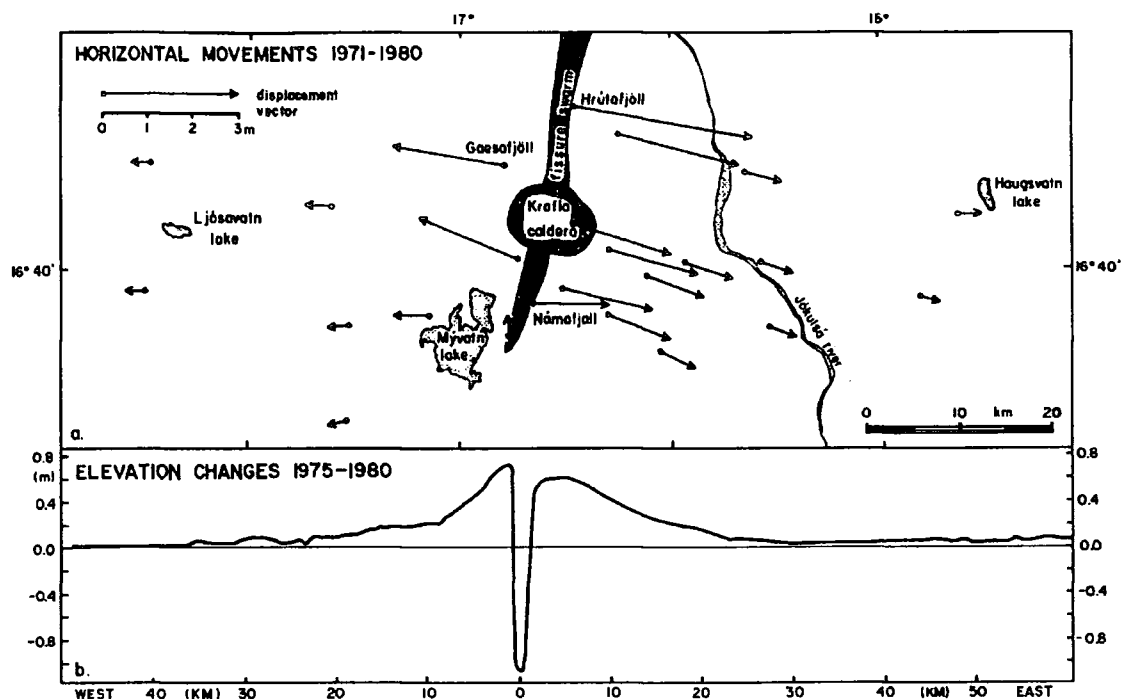 17° 16°
HORIZONTAL MOVEMENTS 1971-1980
displacement
vector
0 1 2 3m
fissure swarm
Hrútafjöll
Gaesafjöll
Krafla
caldera
Ljósavatn
lake
Haugsvatn
lake
16° 40' 16° 40'
Námafjall
Mývatn
lake
Jökulsá river
0 10 km 20
a.
ELEVATION CHANGES 1975-1980
0.8 0.8
(m)
0.4 0.4
0.0 0.0
-0.4 -0.4
-0.8 -0.8
b.
WEST 40 (KM) 30 20 10 0 10 20 30 40 (KM) 50 EAST